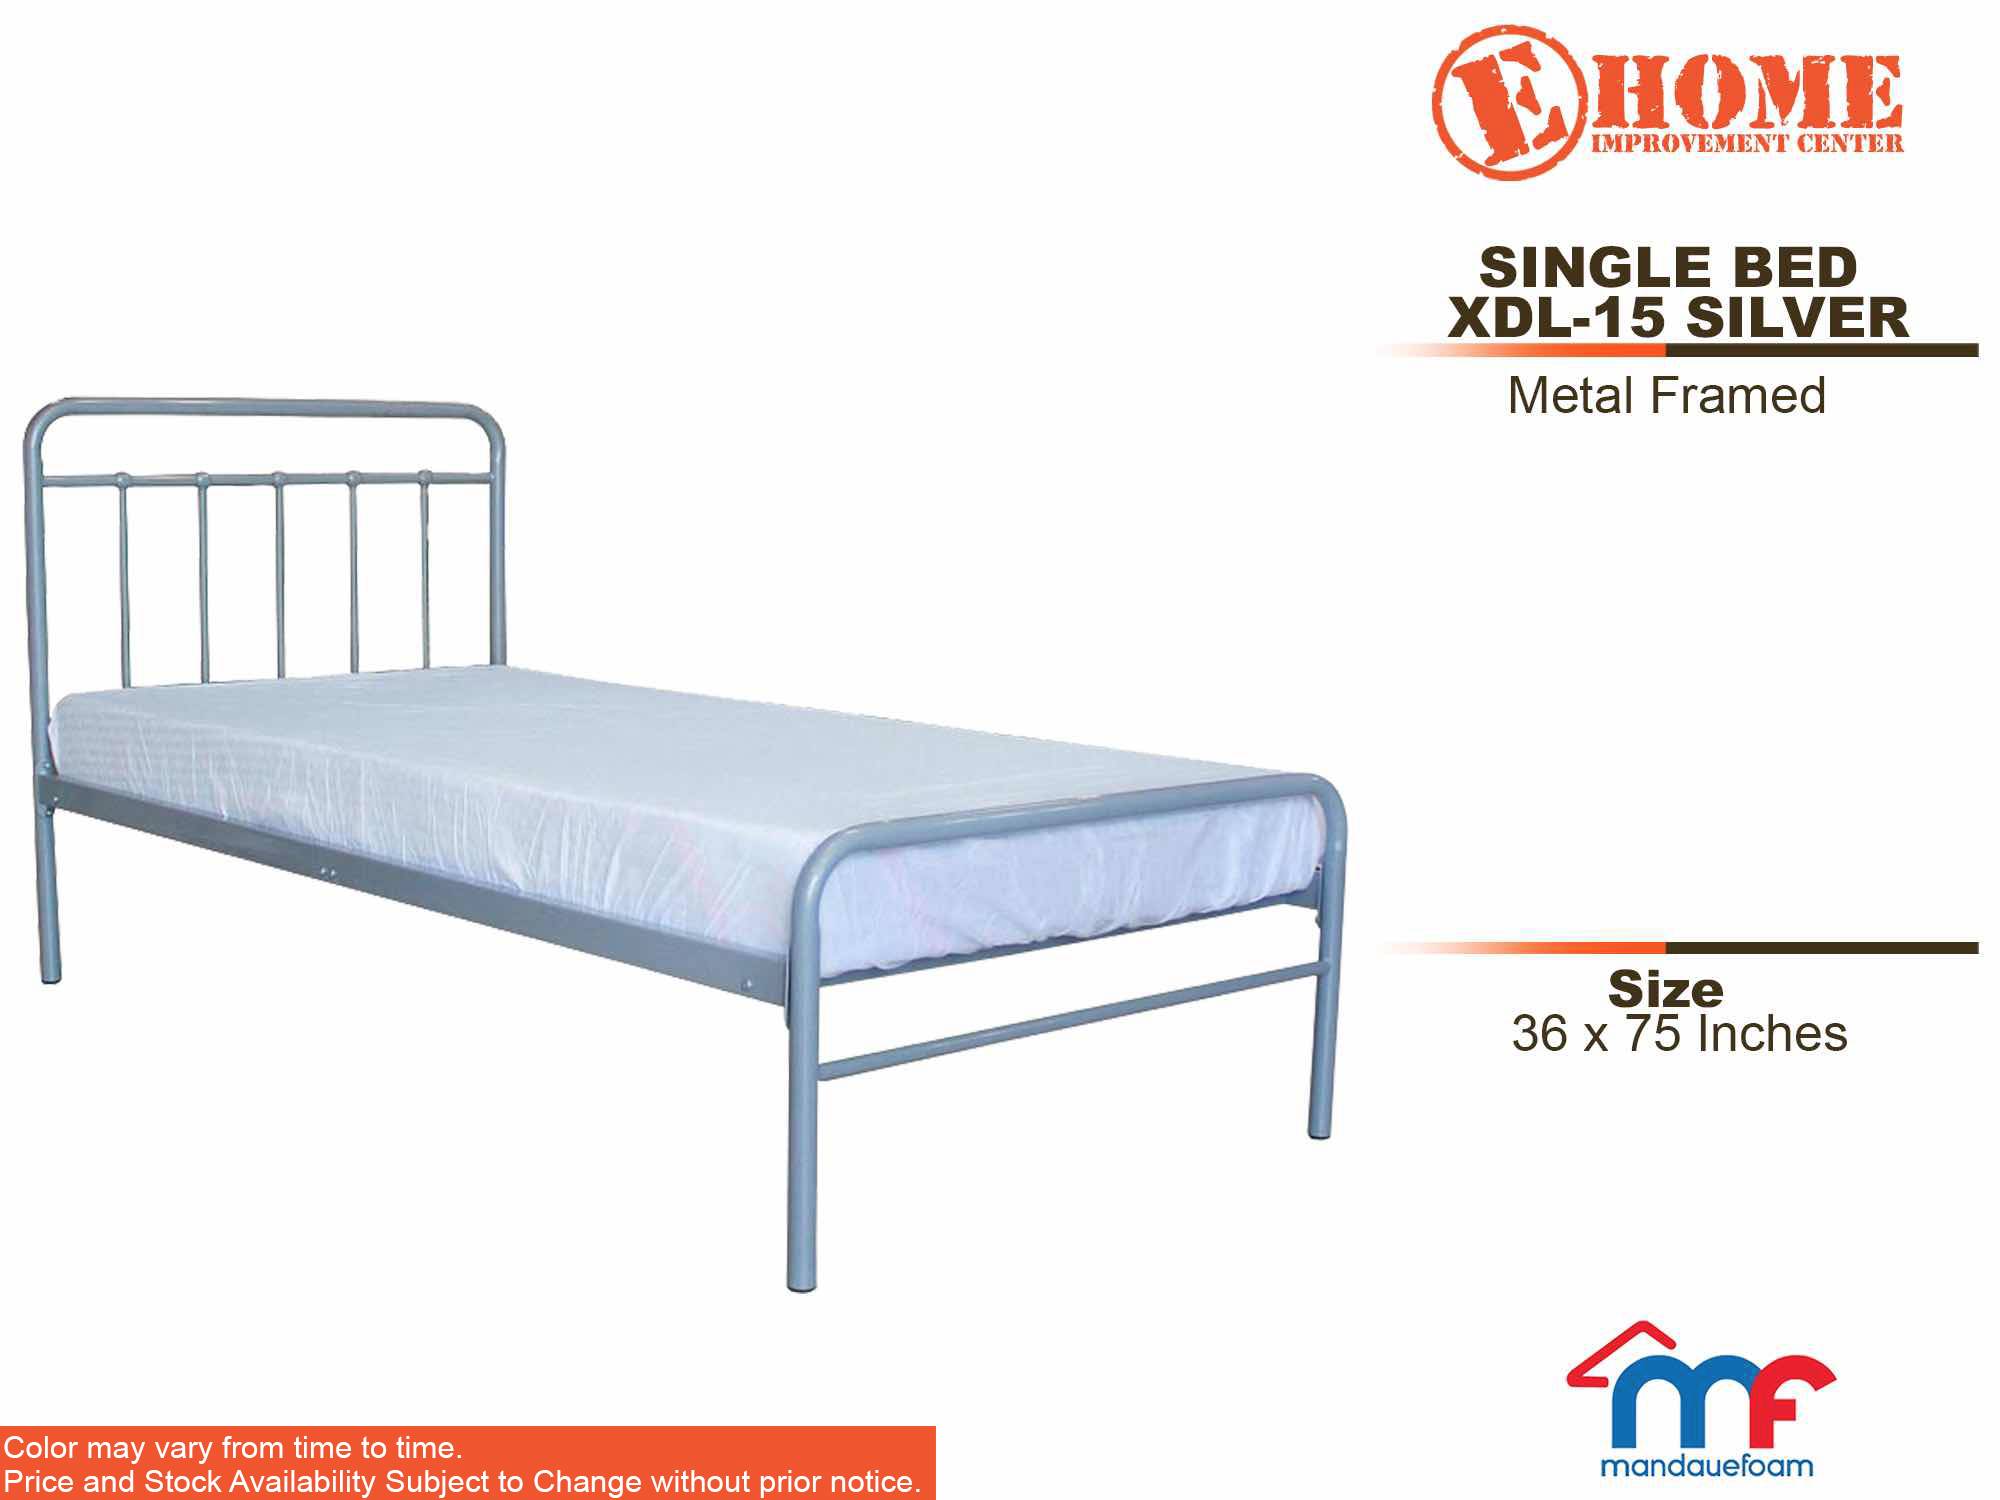 E HOME
IMPROVEMENT CENTER
SINGLE BED
XDL-15 SILVER
Metal Framed
Size
36 x 75 Inches
mf
mandauefoam
Color may vary from time to time.
Price and Stock Availability Subject to Change without prior notice.